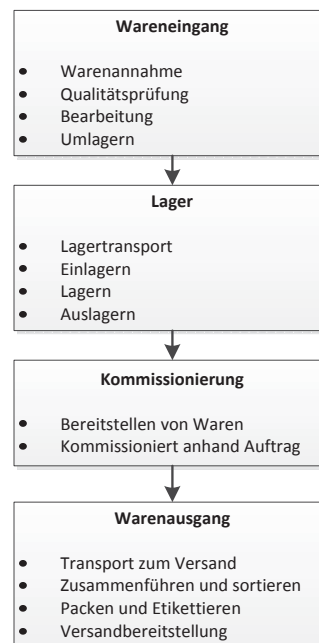 Wareneingang
• Warenannahme
• Qualitätsprüfung
• Bearbeitung
• Umlagern
Lager
• Lagertransport
• Einlagern
• Lagern
• Auslagern
Kommissionierung
• Bereitstellen von Waren
• Kommissioniert anhand Auftrag
Warenausgang
• Transport zum Versand
• Zusammenführen und sortieren
• Packen und Etikettieren
• Versandbereitstellung